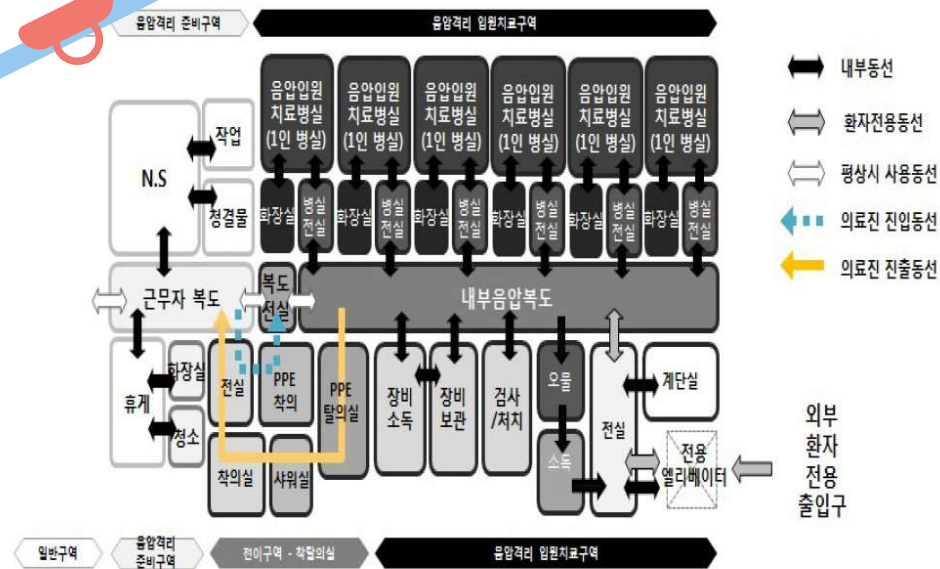 음압격리 준비구역
음압격리 입원치료구역
음압입원
치료병실
(1인 병실)
음압입원
치료병실
(1인 병실)
음압입원
치료병실
(1인 병실)
음압입원
치료병실
(1인 병실)
음압입원
치료병실
(1인 병실)
음압입원
치료병실
(1인 병실)
내부동선
환자전용동선
평상시 사용동선
의료진 진입동선
의료진 진출동선
N.S
작업
청결물
화장실
병실
전실
화장실
병실
전실
화장실
병실
전실
화장실
병실
전실
화장실
병실
전실
화장실
병실
전실
근무자 복도
복도
전실
내부음압복도
휴게
화장실
청소
전실
PPE
착의
PPE
탈의실
착의실
샤워실
장비
소독
장비
보관
검사
/처치
오물
소독
전실
계단실
전용
엘리베이터
외부
환자
전용
출입구
일반구역
음압격리
준비구역
전이구역 - 착탈의실
음압격리 입원치료구역